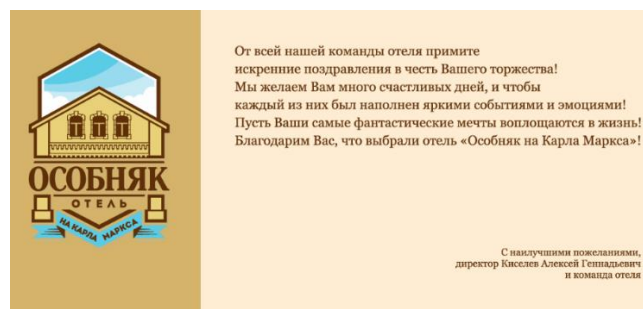 ОСОБНЯК
ОТЕЛЬ
НА КАРЛА МАРКСА
От всей нашей команды отеля примите
искренние поздравления в честь Вашего торжества!
Мы желаем Вам много счастливых дней, и чтобы
каждый из них был наполнен яркими событиями и эмоциями!
Пусть Ваши самые фантастические мечты воплощаются в жизнь!
Благодарим Вас, что выбрали отель «Особняк на Карла Маркса»!
С наилучшими пожеланиями,
директор Киселев Алексей Геннадьевич
и команда отеля